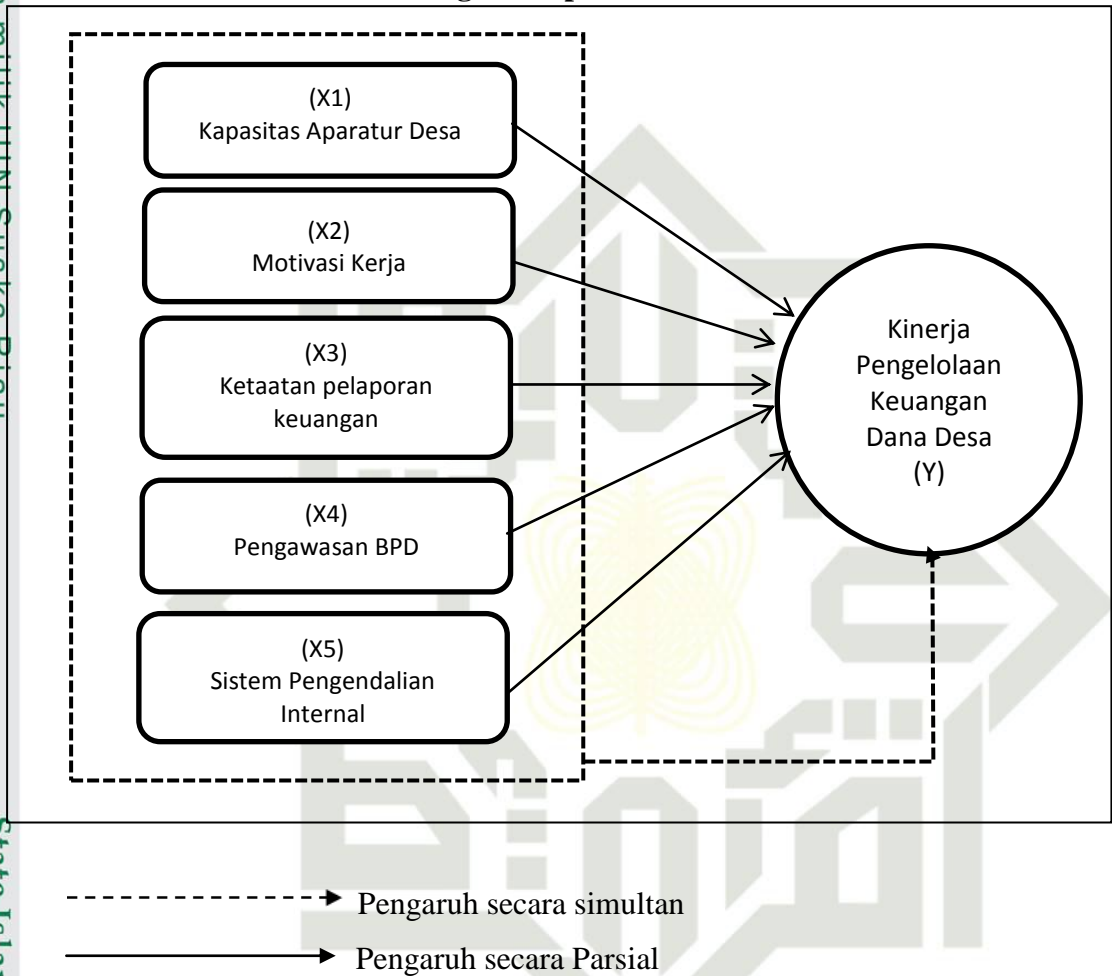 (X1)
Kapasitas Aparatur Desa
(X2)
Motivasi Kerja
(X3)
Ketaatan pelaporan
keuangan
(X4)
Pengawasan BPD
(X5)
Sistem Pengendalian
Internal
Kinerja
Pengelolaan
Keuangan
Dana Desa
(Y)
Pengaruh secara simultan
Pengaruh secara Parsial